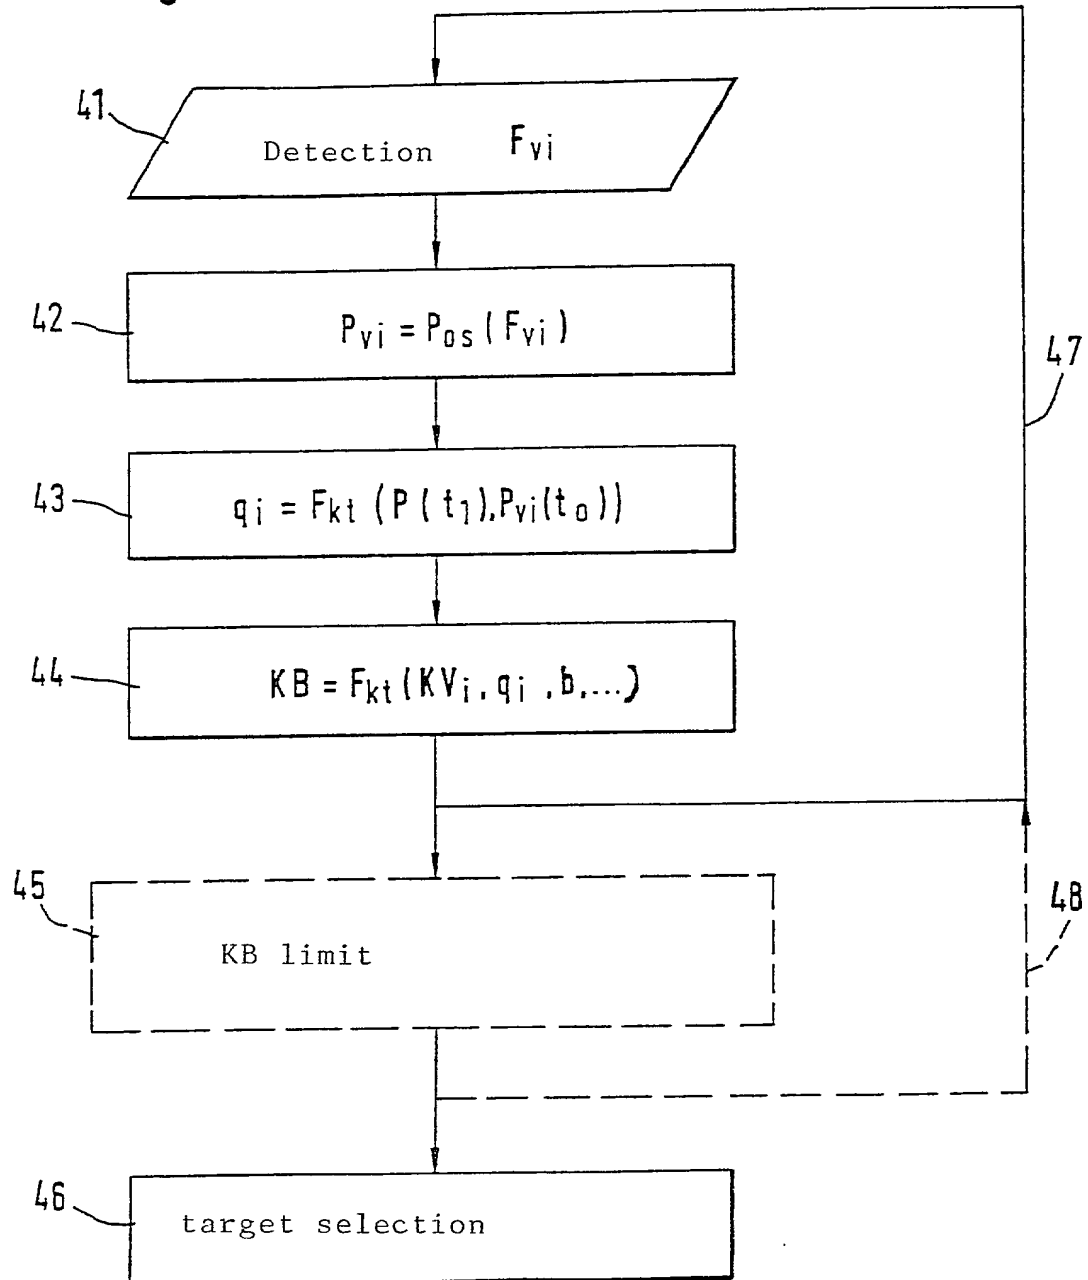 41
Detection F_vi
42
P_vi = P_os (F_vi)
47
43
q_i = F_kt (P(t_1), P_vi(t_o))
44
KB = F_kt (KV_i, q_i, b, ...)
45
KB limit
48
46
target selection